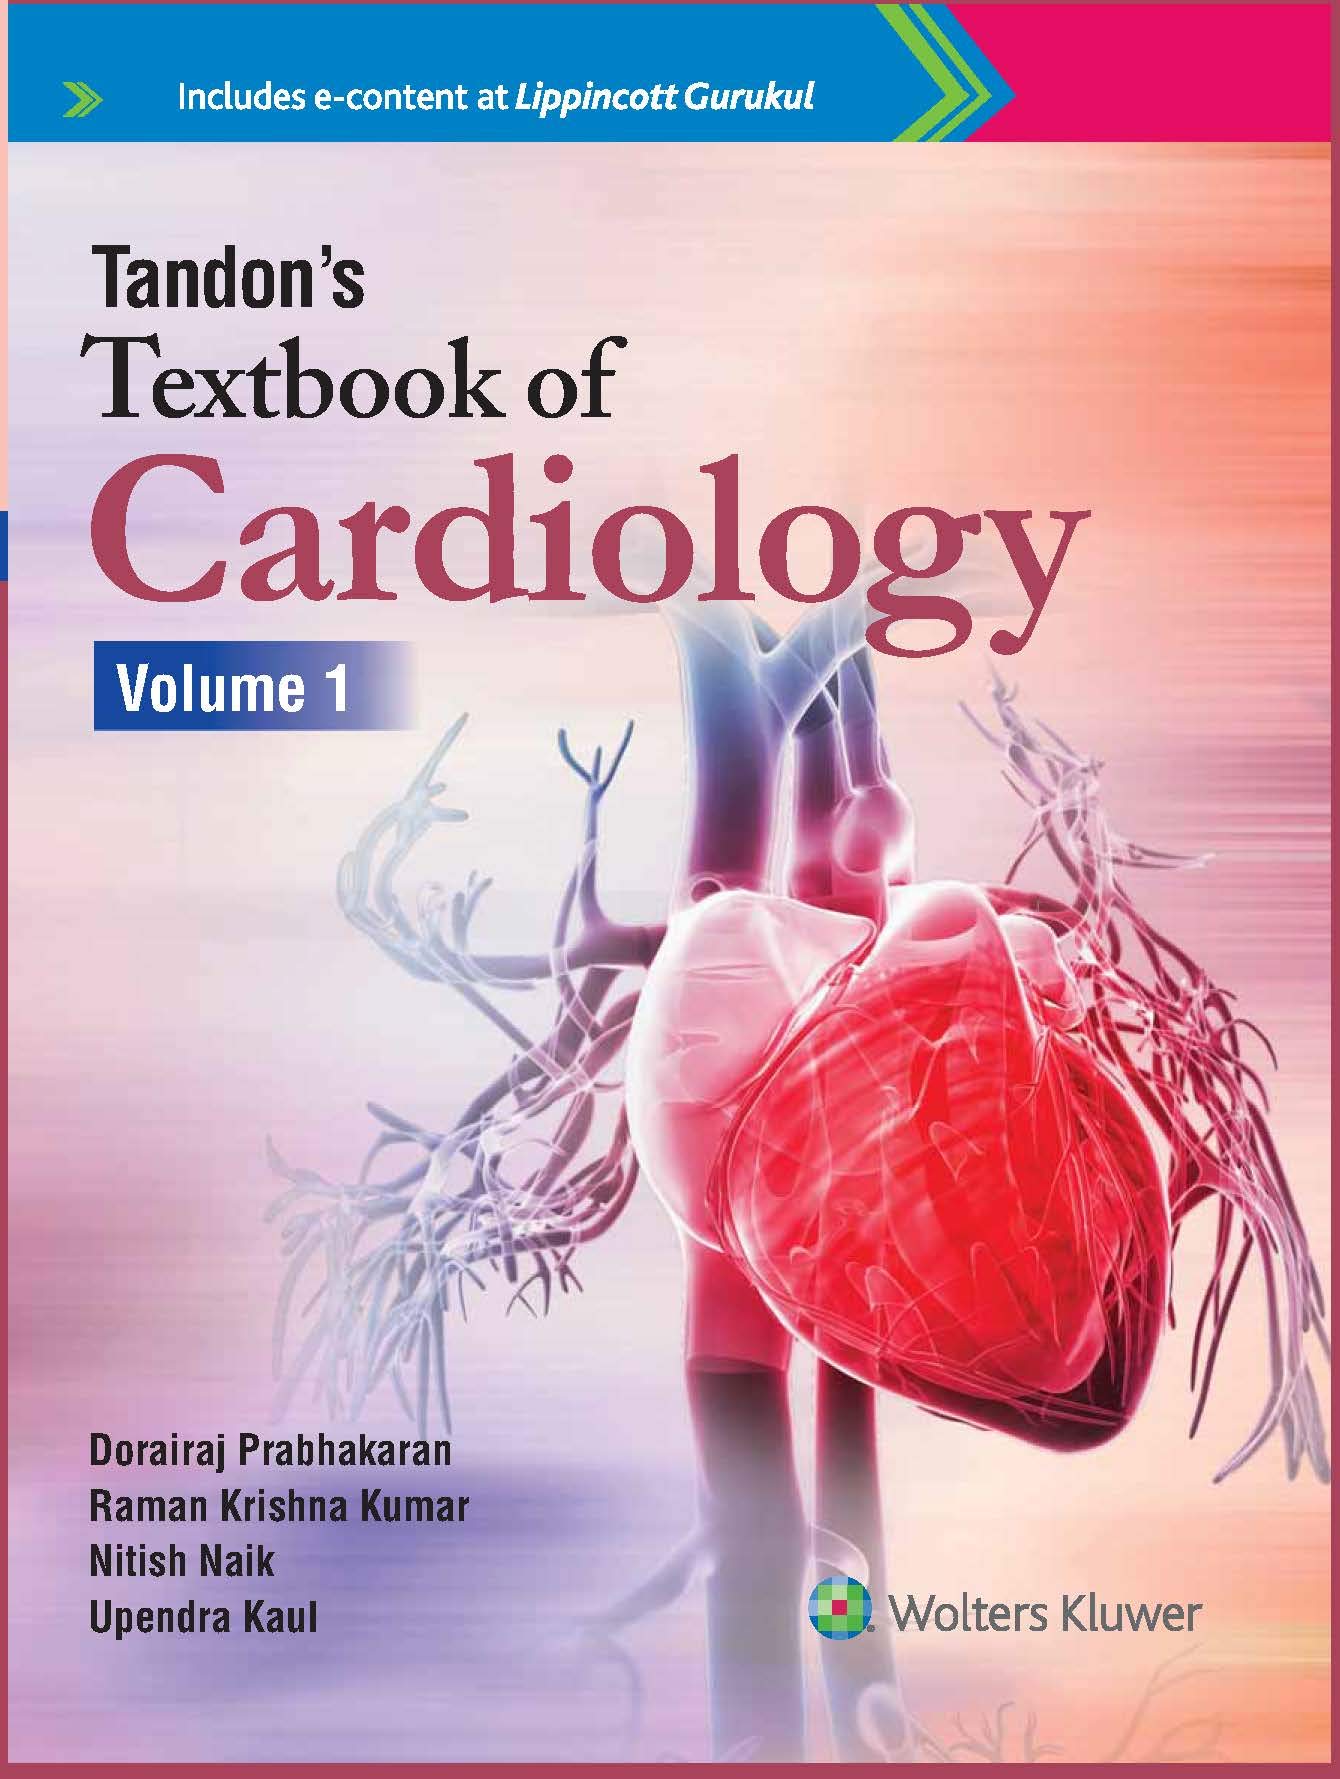 Includes e-content at Lippincott Gurukul
Tandon's
Textbook of
Cardiology
Volume 1
Dorairaj Prabhakaran
Raman Krishna Kumar
Nitish Naik
Upendra Kaul
Wolters Kluwer